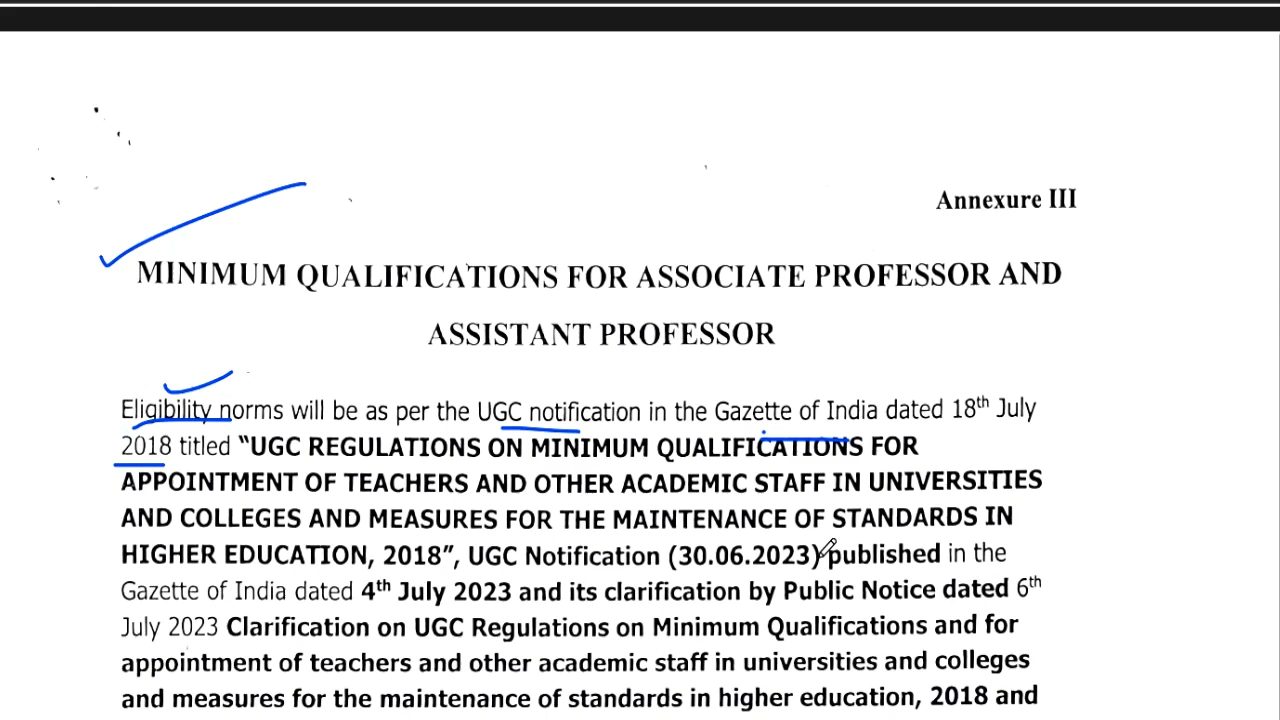 Annexure III
MINIMUM QUALIFICATIONS FOR ASSOCIATE PROFESSOR AND
ASSISTANT PROFESSOR
Eligibility norms will be as per the UGC notification in the Gazette of India dated 18th July
2018 titled “UGC REGULATIONS ON MINIMUM QUALIFICATIONS FOR
APPOINTMENT OF TEACHERS AND OTHER ACADEMIC STAFF IN UNIVERSITIES
AND COLLEGES AND MEASURES FOR THE MAINTENANCE OF STANDARDS IN
HIGHER EDUCATION, 2018”, UGC Notification (30.06.2023) published in the
Gazette of India dated 4th July 2023 and its clarification by Public Notice dated 6th
July 2023 Clarification on UGC Regulations on Minimum Qualifications and for
appointment of teachers and other academic staff in universities and colleges
and measures for the maintenance of standards in higher education, 2018 and